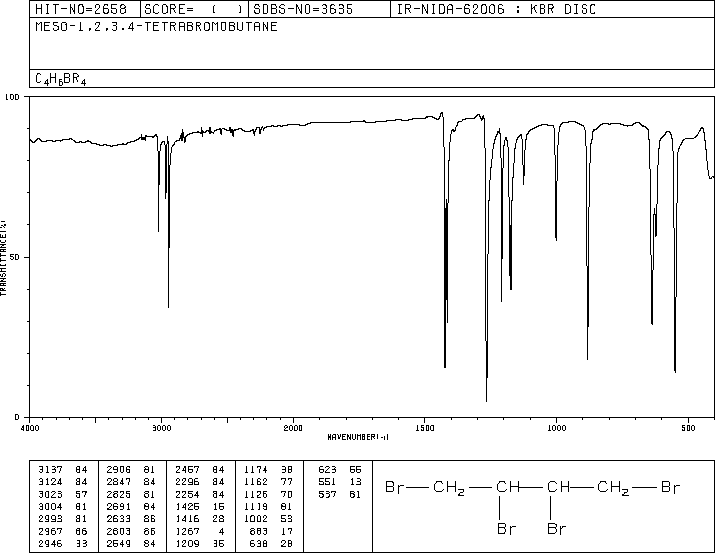 HIT-NO=2658 SCORE= ( ) SDBS-NO=3635 IR-NIDA-62006 : KBR DISC
MESO-1,2,3,4-TETRABROMOBUTANE
C4H6BR4
100
50
0
TRANSMITTANCE(%)
4000 3000 2000 1500 1000 500
WAVENUMBER(-1)
3137 84 2906 81 2467 84 1174 38 623 55
3124 84 2847 84 2296 84 1162 77 551 13
3023 57 2825 81 2254 84 1126 70 537 81
3004 81 2691 84 1425 15 1119 81
2993 81 2633 86 1416 28 1002 53
2967 66 2603 86 1267 4 883 17
2946 33 2549 84 1209 35 638 28
Br CH2 CH CH CH2 Br
Br Br